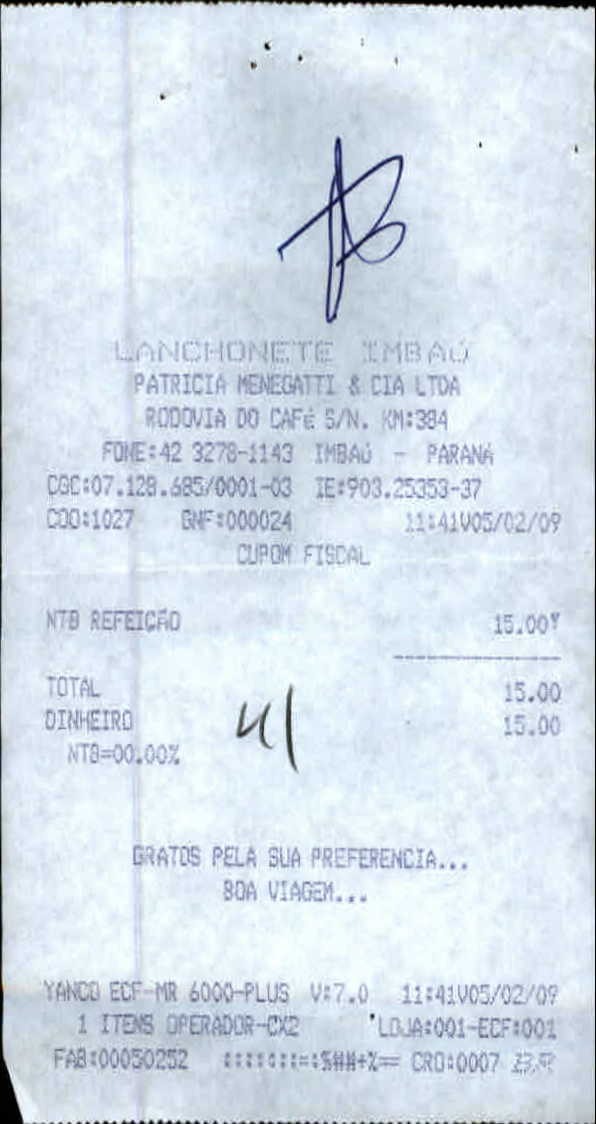 LANCHONETE IMBAÚ
PATRICIA MENEGATTI & CIA LTDA
RODOVIA DO CAFÉ S/N. KM:384
FONE:42 3278-1143 IMBAÚ - PARANÁ
CGC:07.128.685/0001-03 IE:903.25353-37
COO:1027 GNF:000024 11:41V05/02/09
CUPOM FISCAL
NTB REFEIÇÃO 15.00
TOTAL 15.00
DINHEIRO 15.00
NTB=00.00%
41
GRATOS PELA SUA PREFERENCIA...
BOA VIAGEM...
YANCO ECF-MR 6000-PLUS V:7.0 11:41V05/02/09
1 ITENS OPERADOR-CX2 LOJA:001-ECF:001
FAB:00050252 CRO:0007